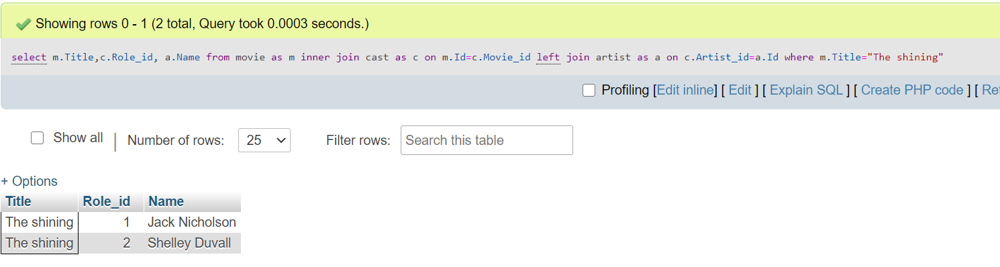 Showing rows 0 - 1 (2 total, Query took 0.0003 seconds.)
select m.Title,c.Role_id, a.Name from movie as m inner join cast as c on m.Id=c.Movie_id left join artist as a on c.Artist_id=a.Id where m.Title="The shining"
Profiling [Edit inline] [ Edit ] [ Explain SQL ] [ Create PHP code ] [
Show all | Number of rows: 25 Filter rows: Search this table
+ Options
Title Role_id Name
The shining 1 Jack Nicholson
The shining 2 Shelley Duvall